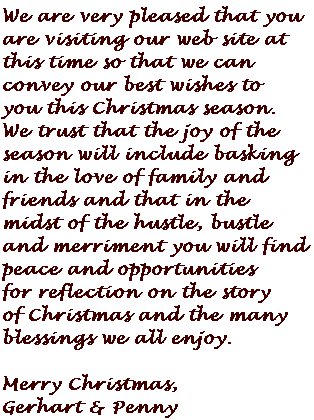 We are very pleased that you
are visiting our web site at
this time so that we can
convey our best wishes to
you this Christmas season.
We trust that the joy of the
season will include basking
in the love of family and
friends and that in the
midst of the hustle, bustle
and merriment you will find
peace and opportunities
for reflection on the story
of Christmas and the many
blessings we all enjoy.

Merry Christmas,
Gerhart & Penny